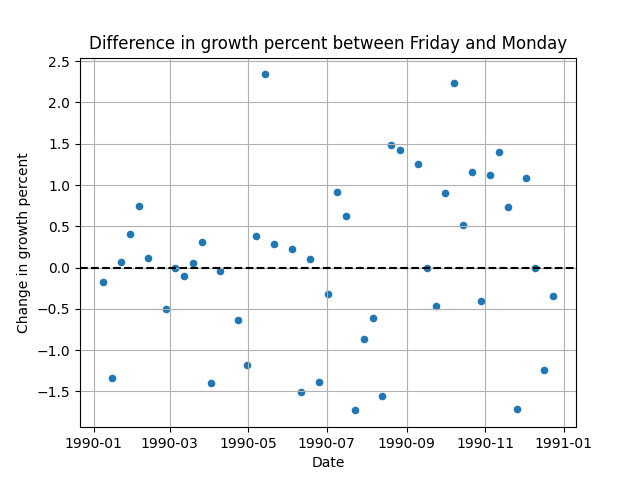 Difference in growth percent between Friday and Monday
2.5
2.0
1.5
1.0
0.5
0.0
−0.5
−1.0
−1.5
Change in growth percent
1990-01 1990-03 1990-05 1990-07 1990-09 1990-11 1991-01
Date